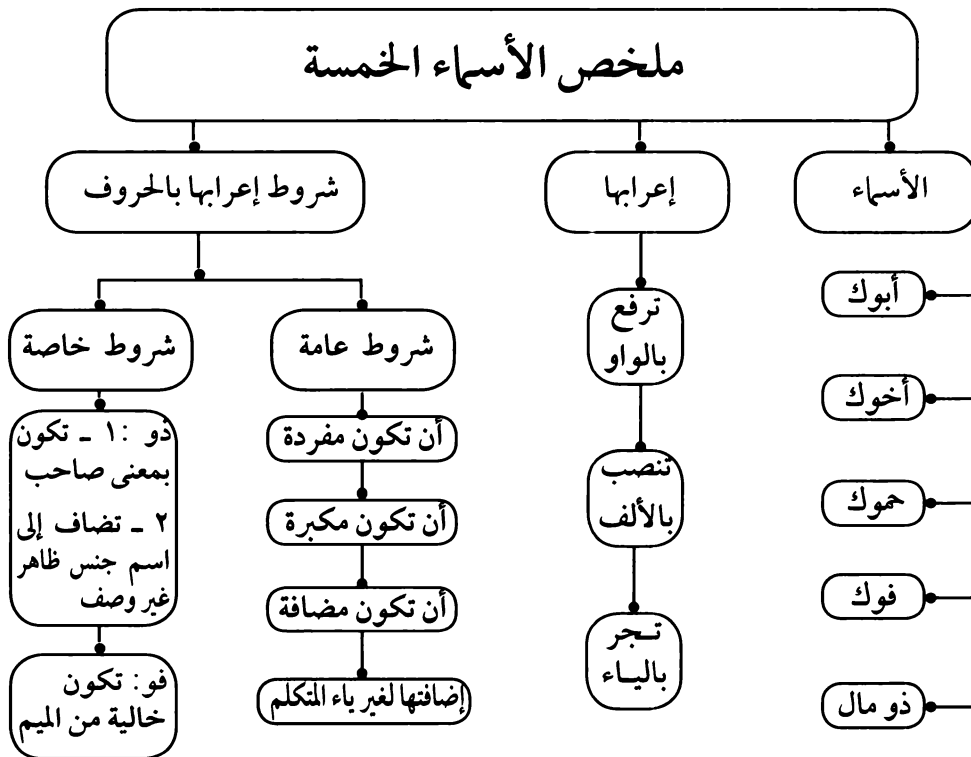 ملخص الأسماء الخمسة
الأسماء
أبوك
أخوك
حموك
فوك
ذو مال
إعرابها
ترفع
بالواو
تنصب
بالألف
تـجر
باليـاء
شروط إعرابها بالحروف
شروط عامة
أن تكون مفردة
أن تكون مكبرة
أن تكون مضافة
إضافتها لغير ياء المتكلم
شروط خاصة
ذو :١ ـ تكون
بمعنى صاحب
٢ ـ تضاف إلى
اسم جنس ظاهر
غير وصف
فو: تكون
خالية من الميم